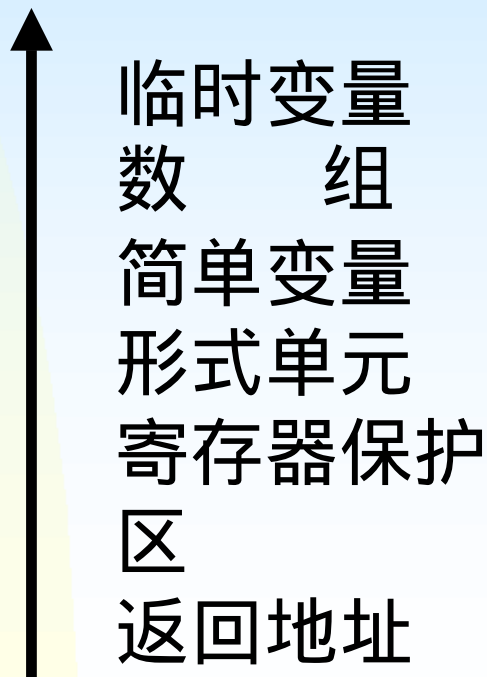 临时变量
数 组
简单变量
形式单元
寄存器保护
区
返回地址